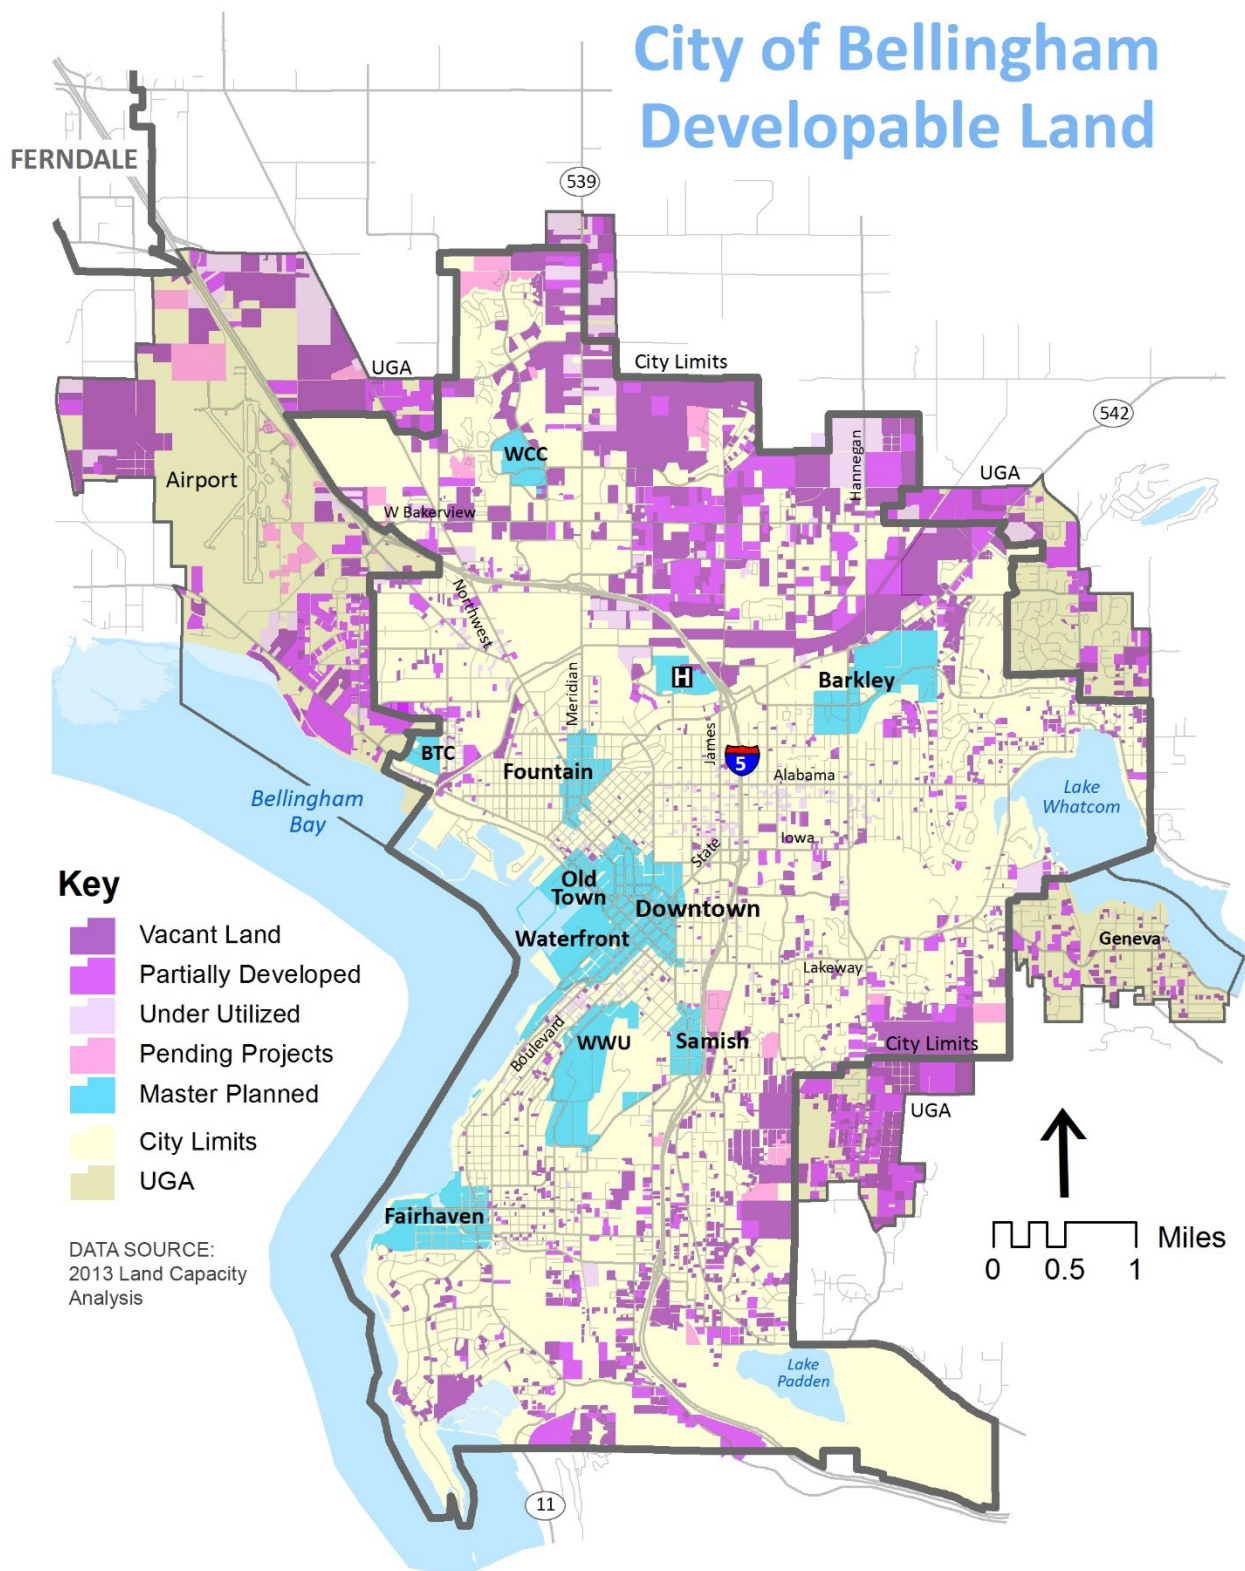 City of Bellingham
Developable Land
FERNDALE
539
UGA
City Limits
542
WCC
Hannegan
UGA
Airport
W Bakerview
Northwest
Meridian
H
Barkley
BTC
James
Fountain
5
Alabama
Lake
Whatcom
Bellingham
Bay
Iowa
State
Key
Old
Town
Downtown
Waterfront
Geneva
Lakeway
Vacant Land
Partially Developed
Under Utilized
Pending Projects
Master Planned
City Limits
UGA
Boulevard
WWU
Samish
City Limits
UGA
Fairhaven
DATA SOURCE:
2013 Land Capacity
Analysis
Miles
0 0.5 1
Lake
Padden
11